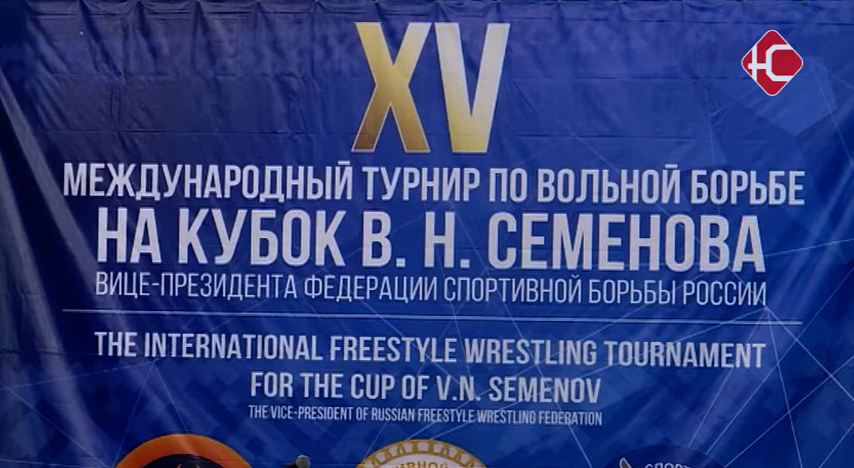 XV
МЕЖДУНАРОДНЫЙ ТУРНИР ПО ВОЛЬНОЙ БОРЬБЕ
НА КУБОК В. Н. СЕМЕНОВА
ВИЦЕ-ПРЕЗИДЕНТА ФЕДЕРАЦИИ СПОРТИВНОЙ БОРЬБЫ РОССИИ
THE INTERNATIONAL FREESTYLE WRESTLING TOURNAMENT
FOR THE CUP OF V.N. SEMENOV
THE VICE-PRESIDENT OF RUSSIAN FREESTYLE WRESTLING FEDERATION